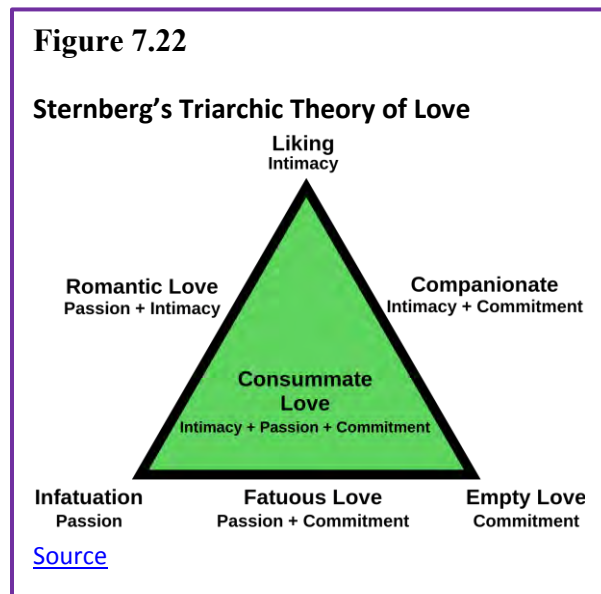 Figure 7.22
Sternberg’s Triarchic Theory of Love
Liking
Intimacy
Romantic Love
Passion + Intimacy
Companionate
Intimacy + Commitment
Consummate
Love
Intimacy + Passion + Commitment
Infatuation
Passion
Fatuous Love
Passion + Commitment
Empty Love
Commitment
Source